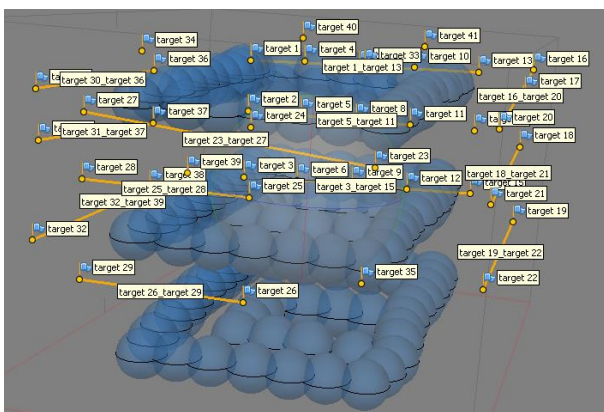 target 40
target 34
target 41
target 1
target 4
target 33
target 10
target 36
target 13
target 16
target 1_target 13
target 30_target 36
target 17
target 16_target 20
target 27
target 2
target 5
target 8
target 37
target 24
target 11
target 20
target 5_target 11
target 31_target 37
target 18
target 23_target 27
target 23
target 28
target 39
target 3
target 6
target 9
target 38
target 12
target 18_target 21
target 25_target 28
target 25
target 3_target 15
target 15
target 21
target 32_target 39
target 19
target 32
target 19_target 22
target 29
target 35
target 22
target 26_target 29
target 26